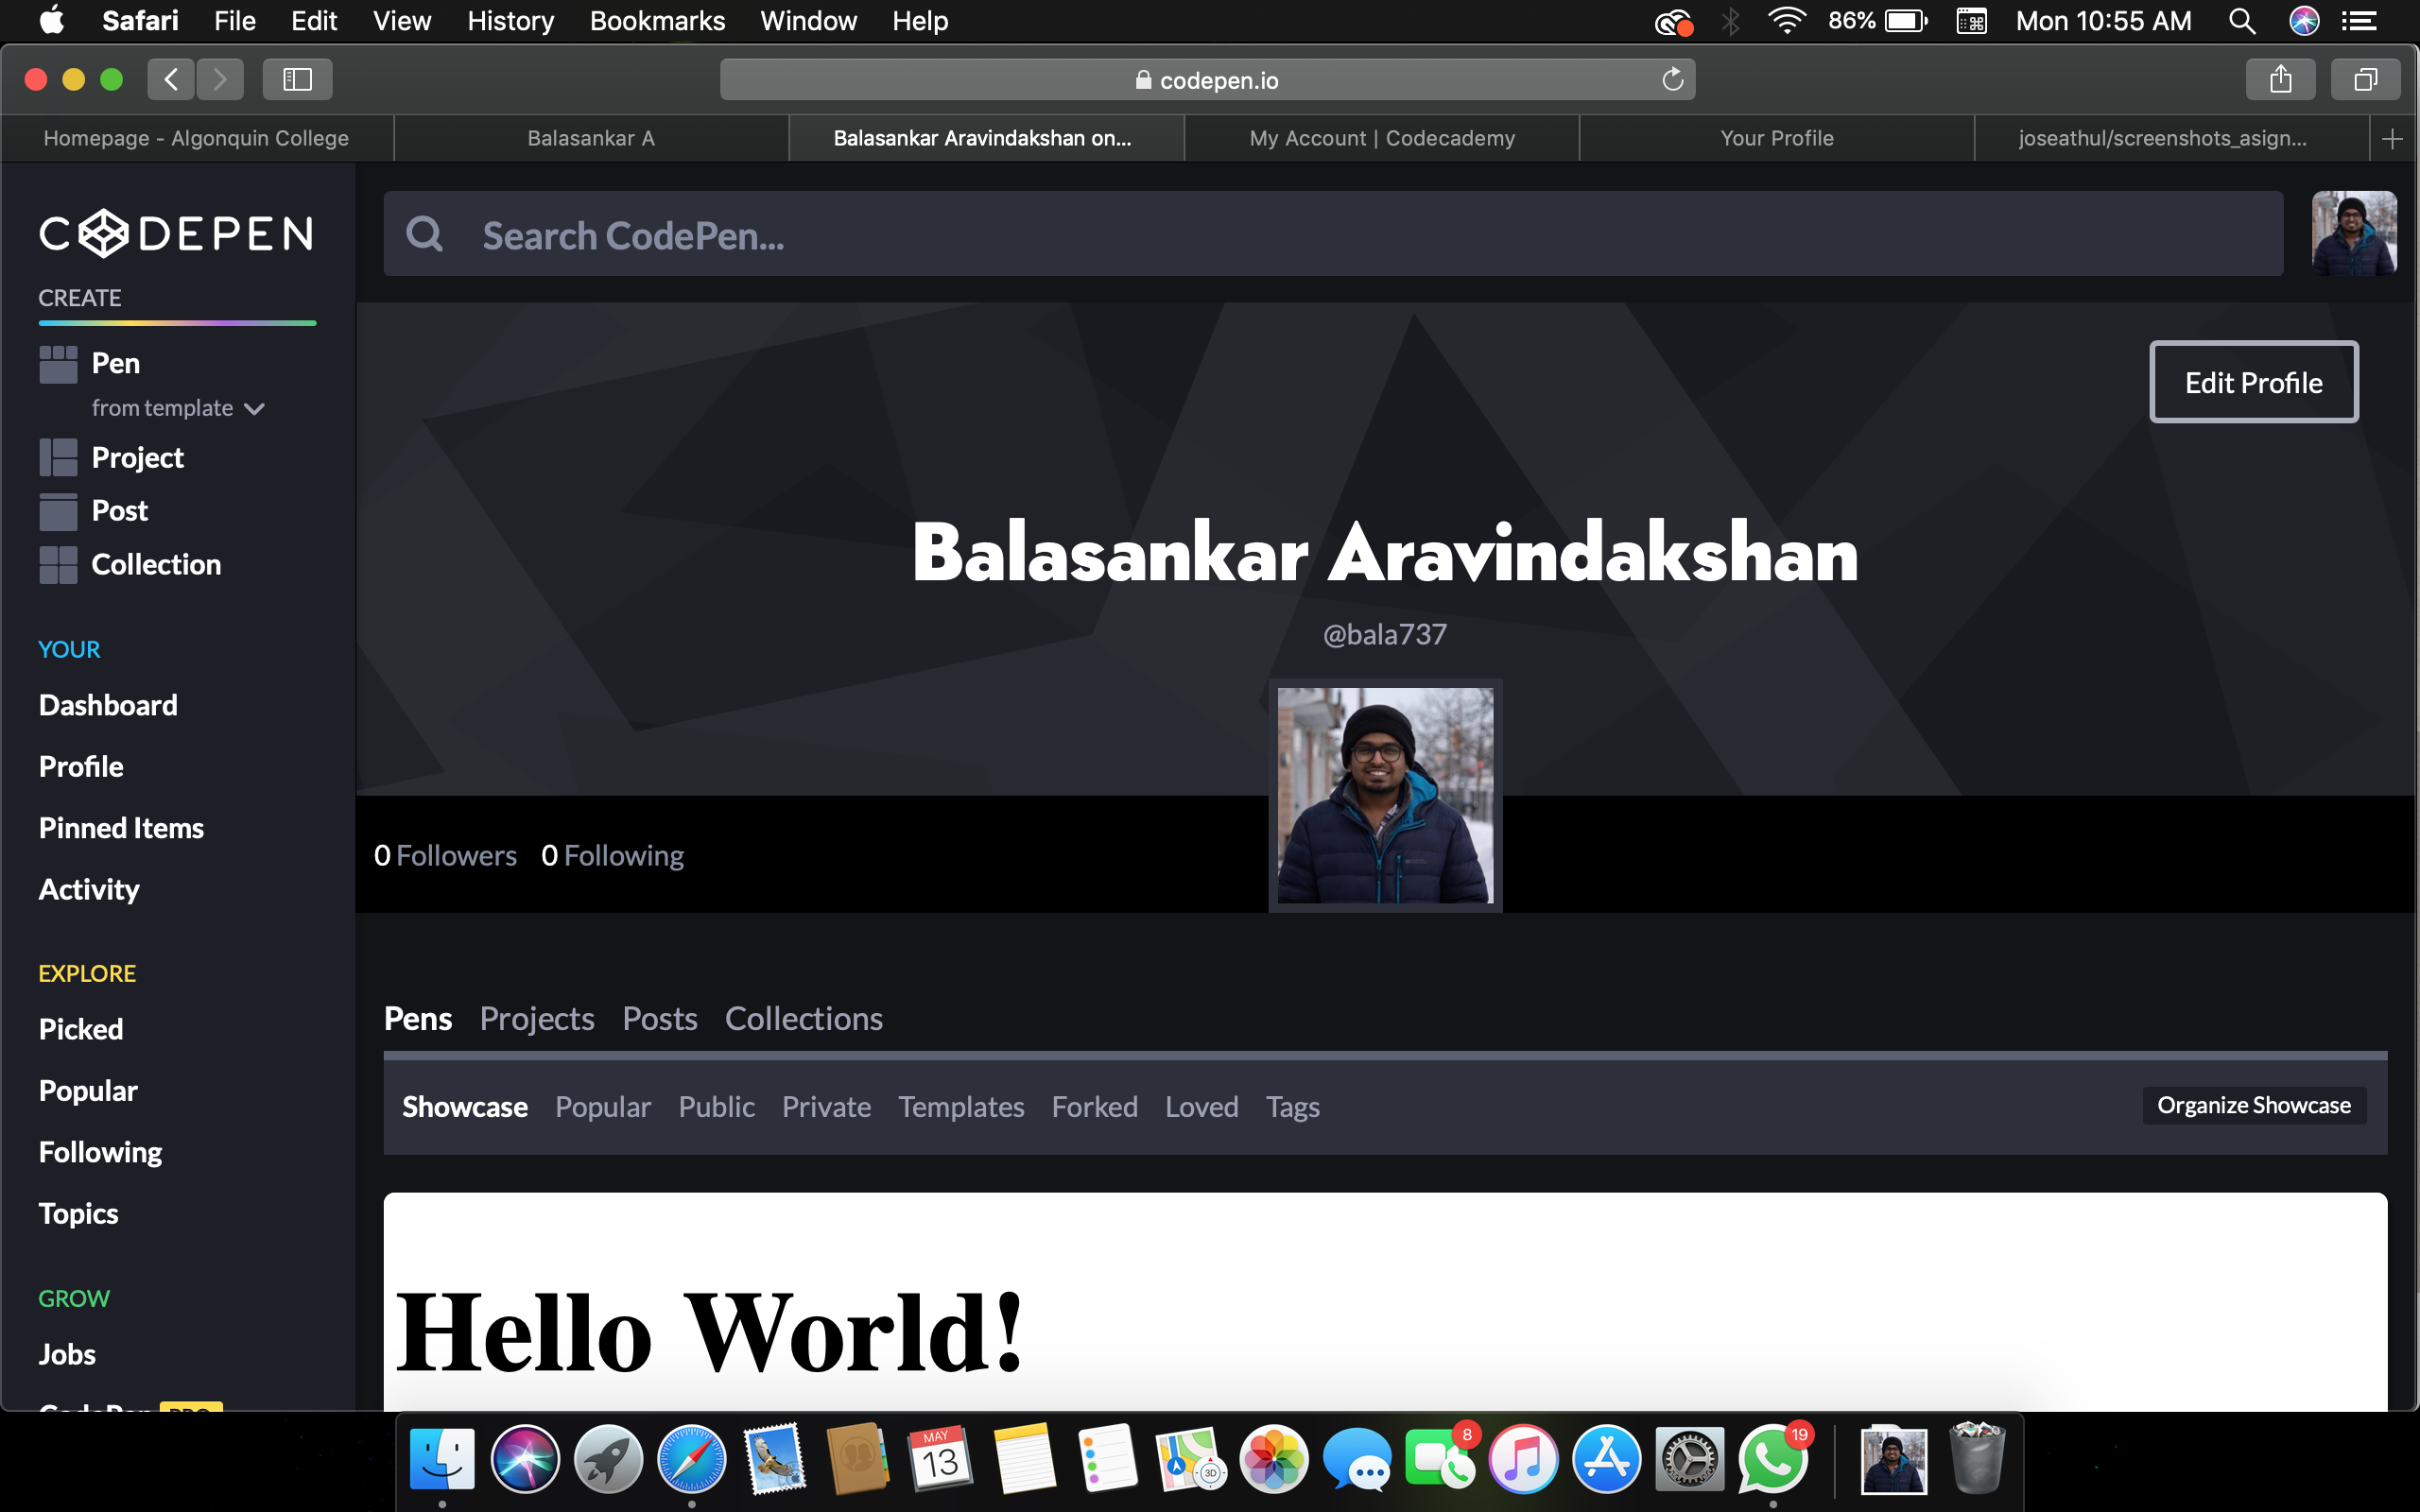 Safari File Edit View History Bookmarks Window Help 86% Mon 10:55 AM
codepen.io
Homepage - Algonquin College Balasankar A Balasankar Aravindakshan on... My Account | Codecademy Your Profile joseathul/screenshots_asign...
CODEPEN
Search CodePen...
CREATE
Pen
from template
Project
Post
Collection
YOUR
Dashboard
Profile
Pinned Items
Activity
EXPLORE
Picked
Popular
Following
Topics
GROW
Jobs
CodePen PRO
Edit Profile
Balasankar Aravindakshan
@bala737
0 Followers 0 Following
Pens Projects Posts Collections
Showcase Popular Public Private Templates Forked Loved Tags Organize Showcase
Hello World!
MAY
13
3D
8
19